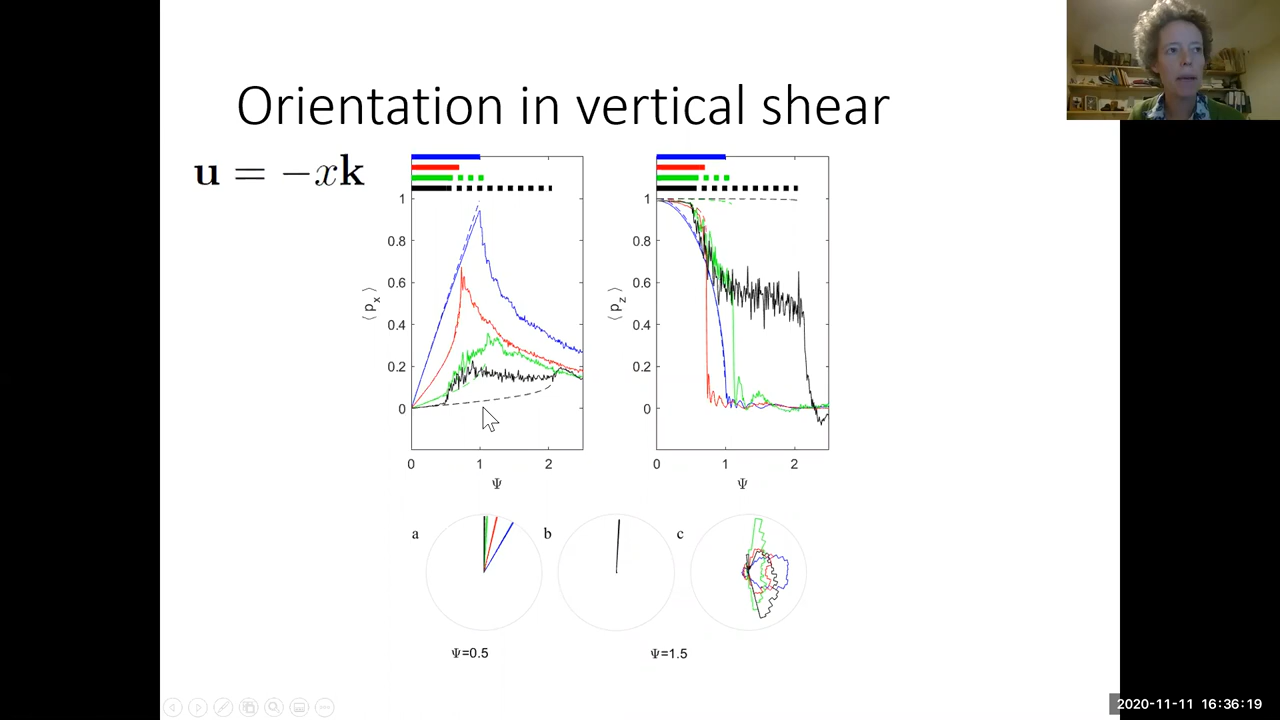 Orientation in vertical shear
u = −xk
1
0.8
0.6
0.4
0.2
0
⟨ p_x ⟩
0 1 2
Ψ
1
0.8
0.6
0.4
0.2
0
⟨ p_z ⟩
0 1 2
Ψ
a b c
Ψ=0.5 Ψ=1.5
2020-11-11 16:36:19